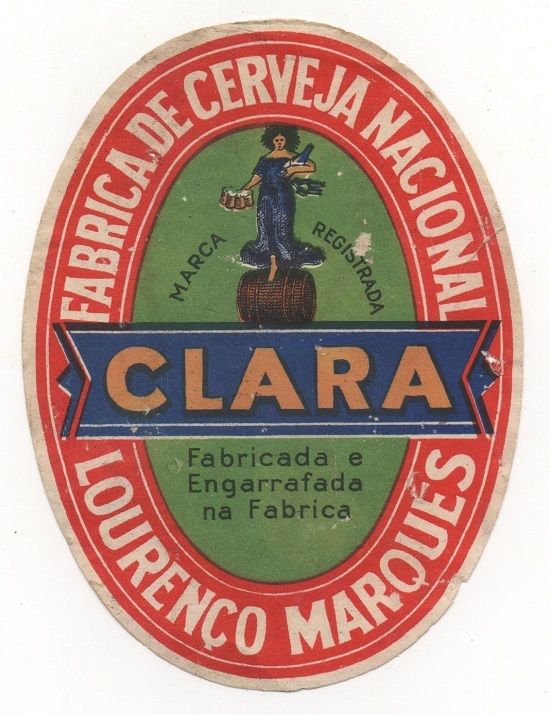 FABRICA DE CERVEJA NACIONAL
MARCA REGISTRADA
CLARA
Fabricada e
Engarrafada
na Fabrica
LOURENÇO MARQUES